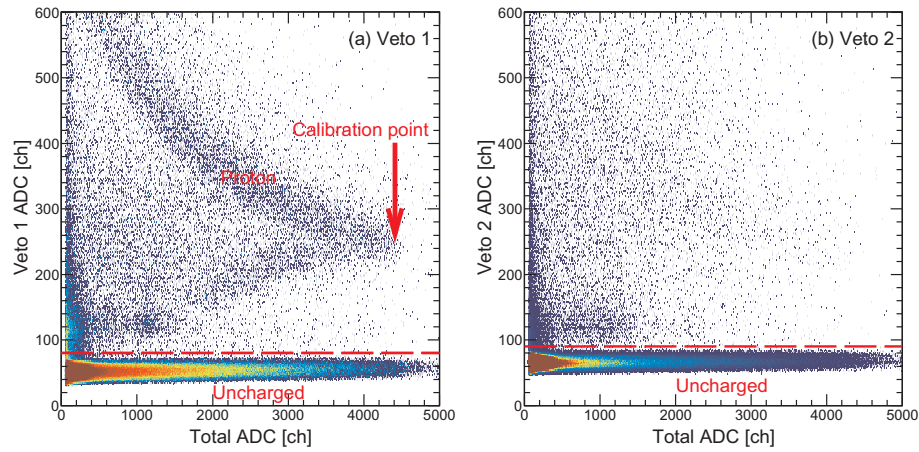 600
500
400
300
200
100
0
Veto 1 ADC [ch]
(a) Veto 1
Calibration point
Proton
Uncharged
0 1000 2000 3000 4000 5000
Total ADC [ch]
600
500
400
300
200
100
0
Veto 2 ADC [ch]
(b) Veto 2
Uncharged
0 1000 2000 3000 4000 5000
Total ADC [ch]